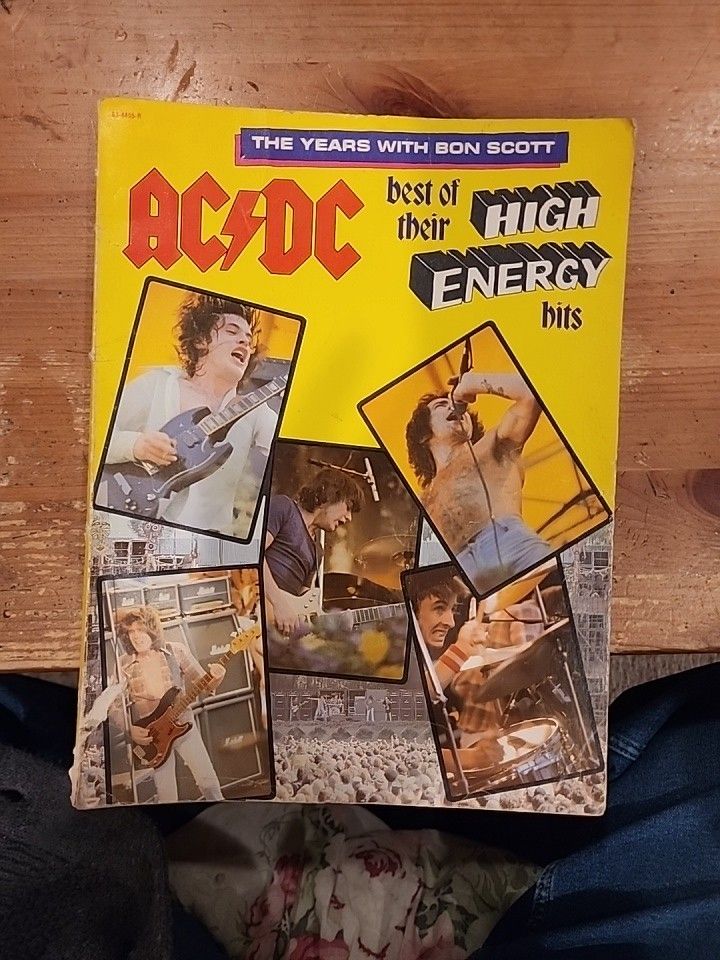 THE YEARS WITH BON SCOTT
AC DC
best of
their
HIGH
ENERGY
hits